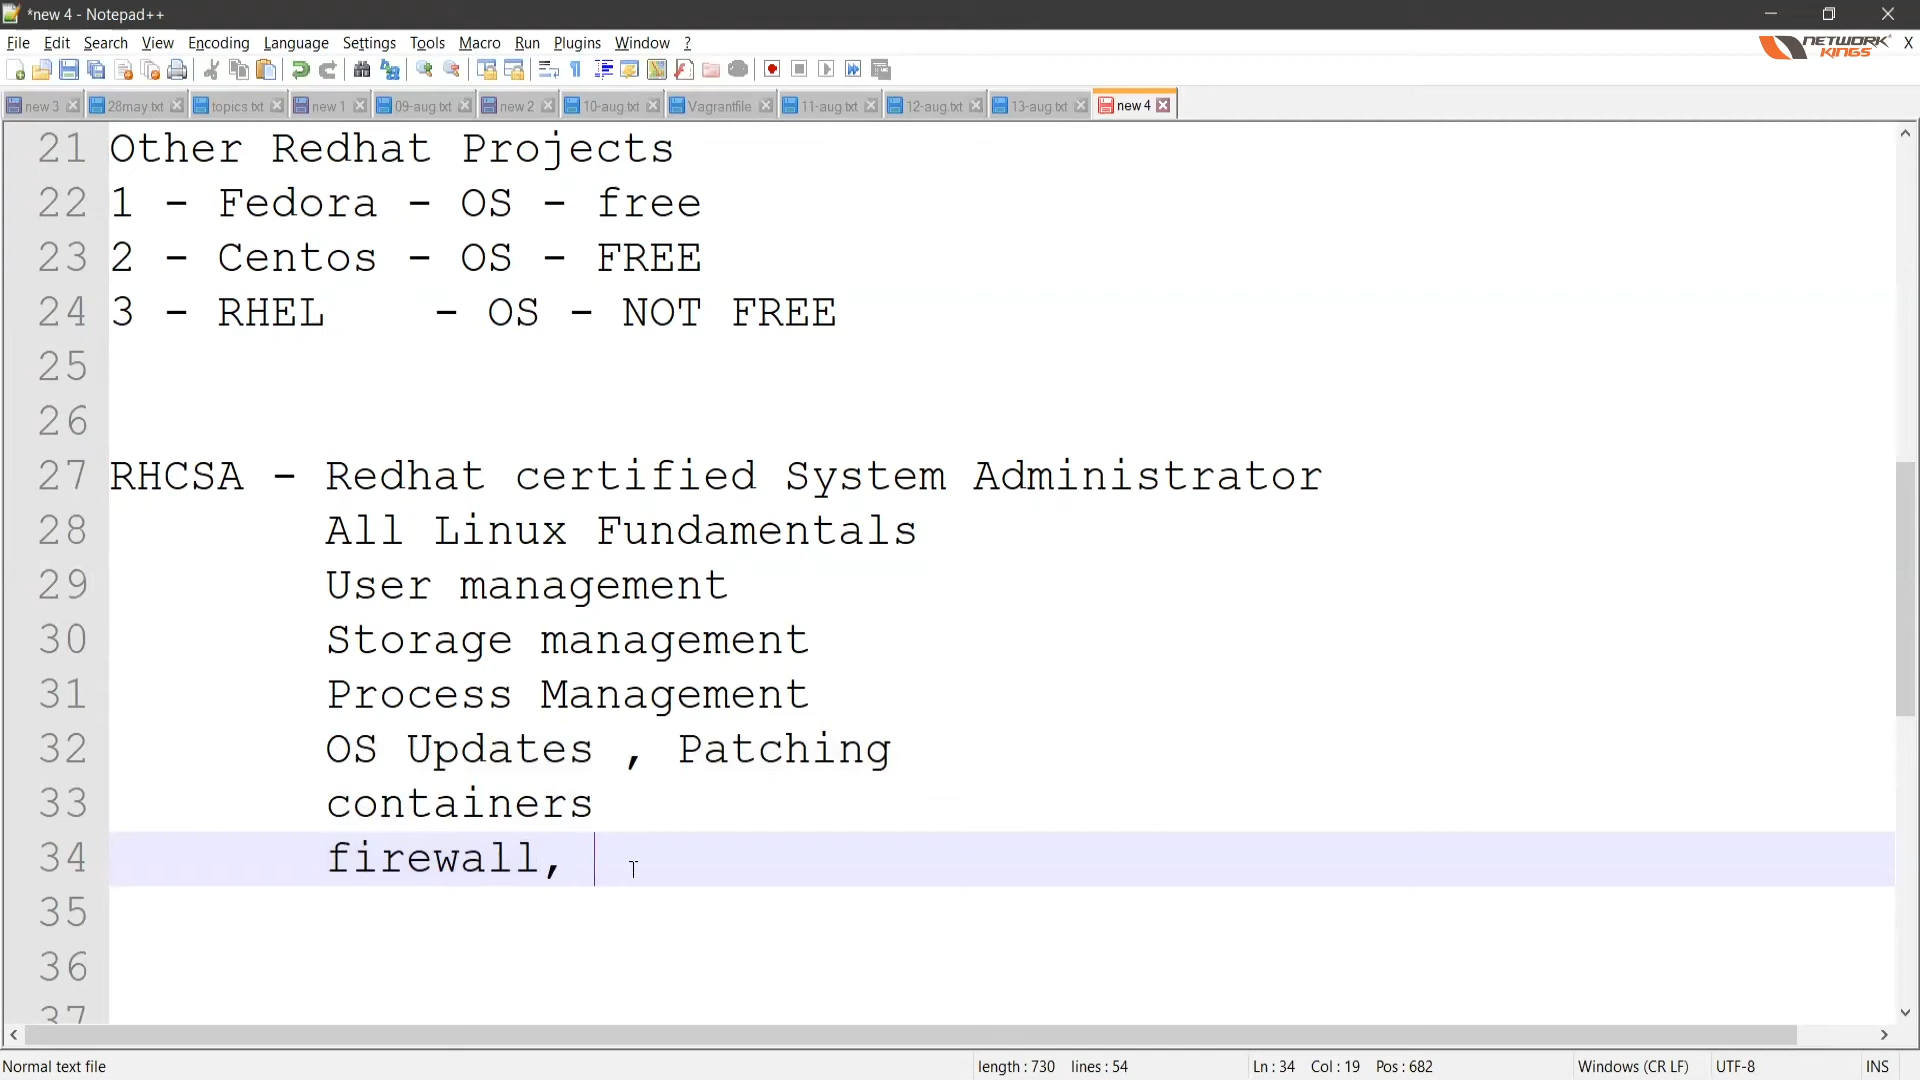 *new 4 - Notepad++
File Edit Search View Encoding Language Settings Tools Macro Run Plugins Window ?
NETWORK KINGS
X
new 3 28may.txt topics.txt new 1 09-aug.txt new 2 10-aug.txt Vagrantfile 11-aug.txt 12-aug.txt 13-aug.txt new 4
21 Other Redhat Projects
22 1 - Fedora - OS - free
23 2 - Centos - OS - FREE
24 3 - RHEL - OS - NOT FREE
25
26
27 RHCSA - Redhat certified System Administrator
28 All Linux Fundamentals
29 User management
30 Storage management
31 Process Management
32 OS Updates , Patching
33 containers
34 firewall,
35
36
37
Normal text file length : 730 lines : 54 Ln : 34 Col : 19 Pos : 682 Windows (CR LF) UTF-8 INS